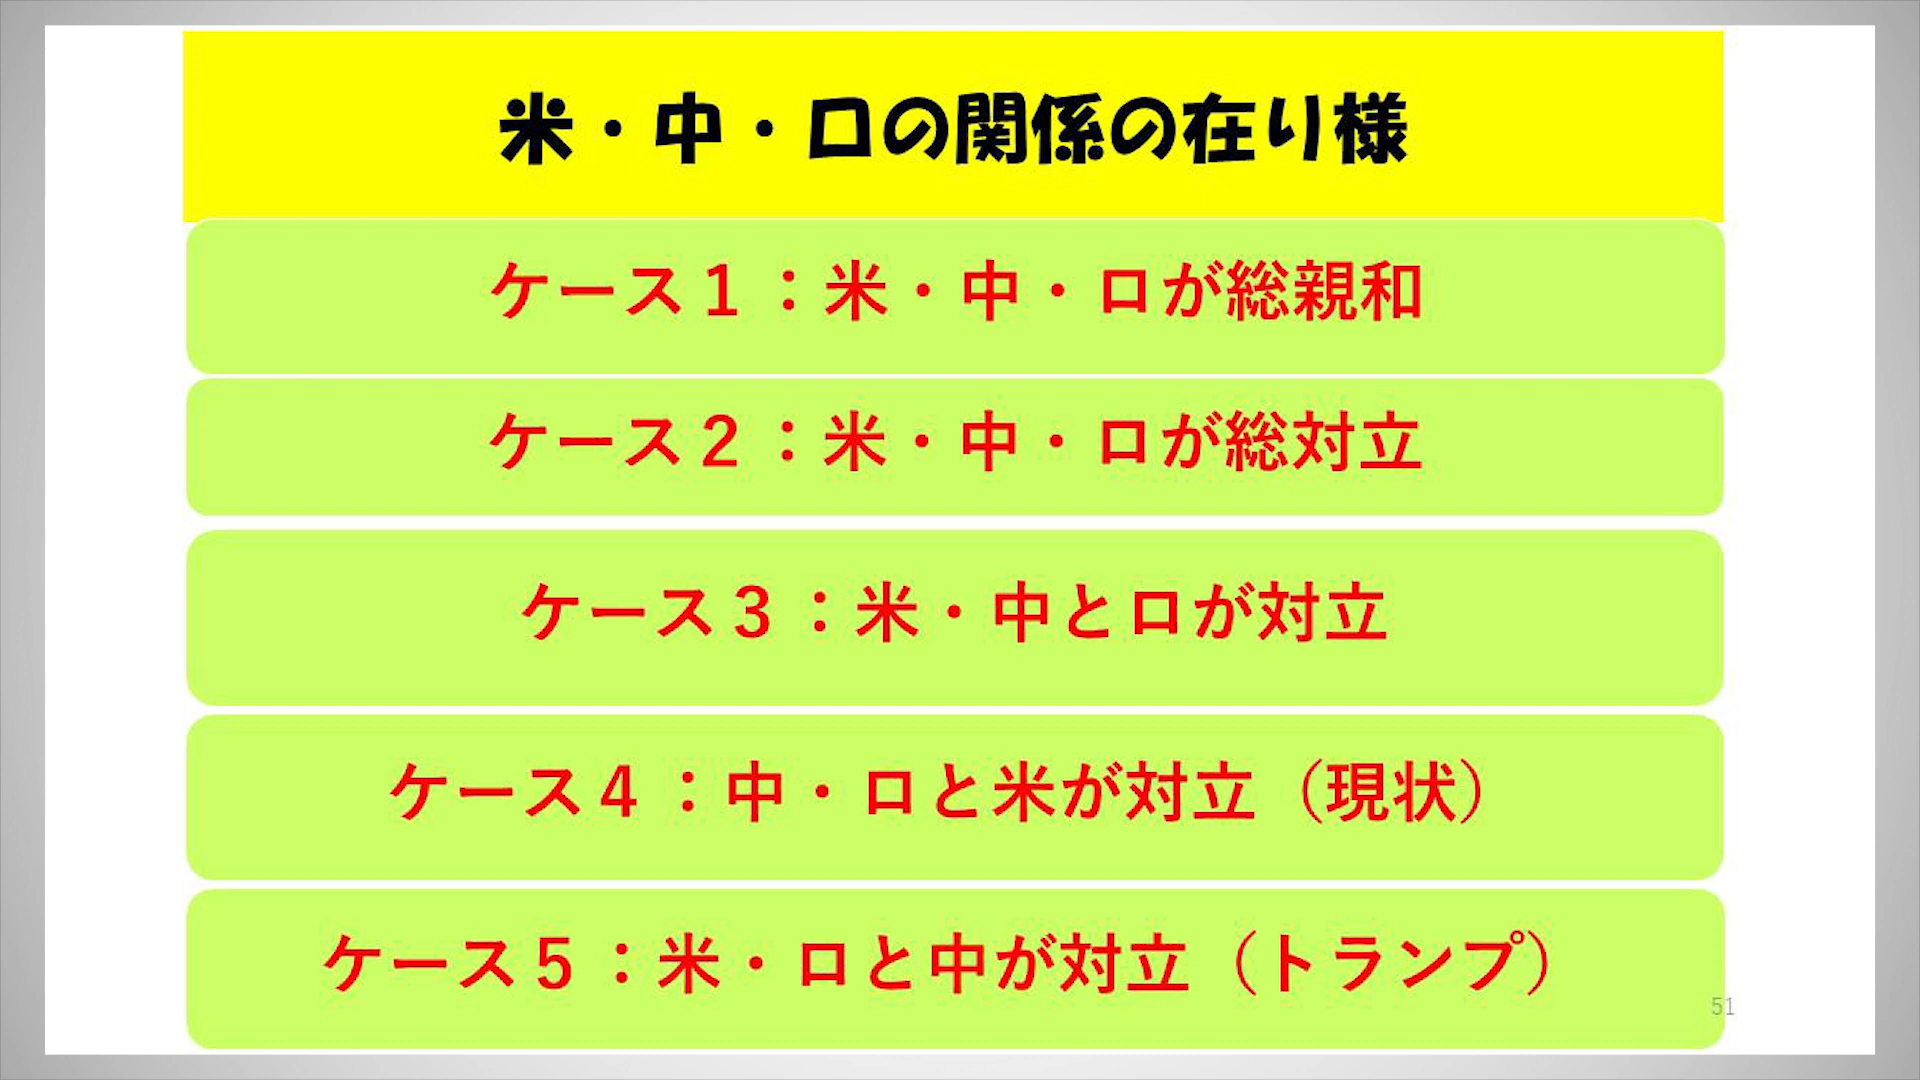 米・中・ロの関係の在り様
ケース１：米・中・ロが総親和
ケース２：米・中・ロが総対立
ケース３：米・中とロが対立
ケース４：中・ロと米が対立（現状）
ケース５：米・ロと中が対立（トランプ）
51